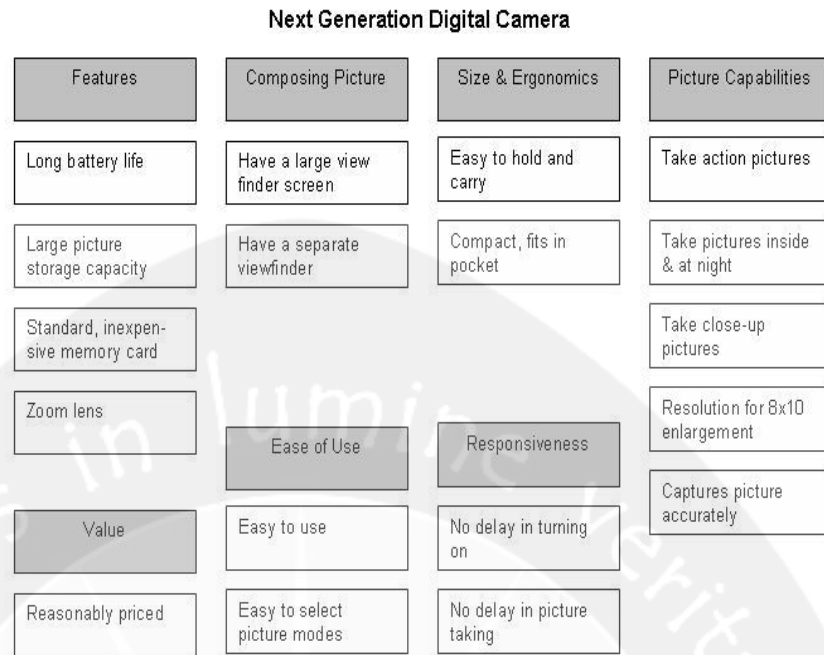 Next Generation Digital Camera
Features
Long battery life
Large picture
storage capacity
Standard, inexpen-
sive memory card
Zoom lens
Value
Reasonably priced
Composing Picture
Have a large view
finder screen
Have a separate
viewfinder
Ease of Use
Easy to use
Easy to select
picture modes
Size & Ergonomics
Easy to hold and
carry
Compact, fits in
pocket
Responsiveness
No delay in turning
on
No delay in picture
taking
Picture Capabilities
Take action pictures
Take pictures inside
& at night
Take close-up
pictures
Resolution for 8x10
enlargement
Captures picture
accurately
s in lumine verita